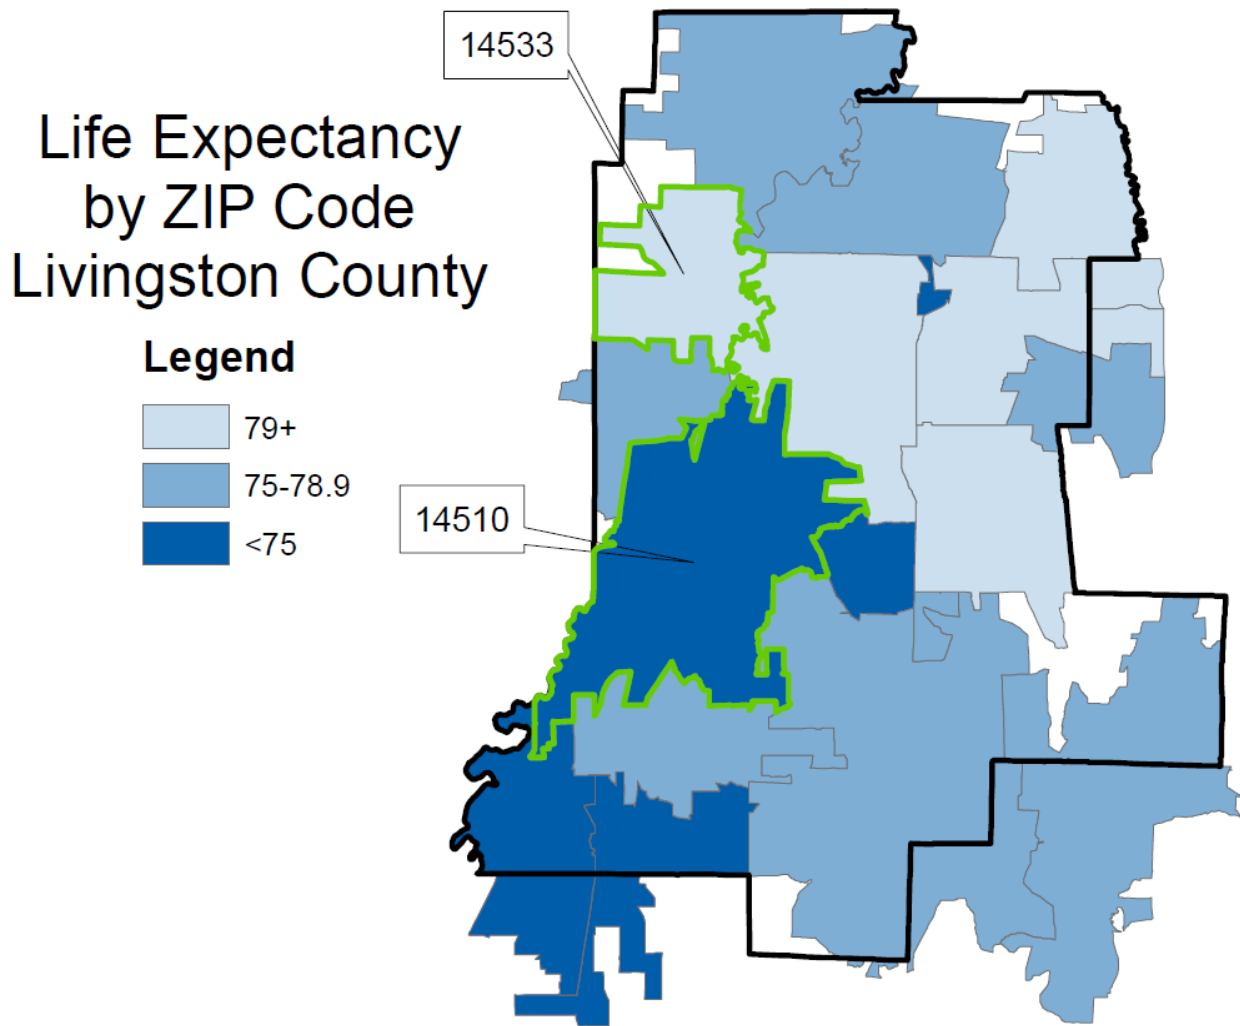 14533
Life Expectancy
by ZIP Code
Livingston County
Legend
79+
75-78.9
<75
14510